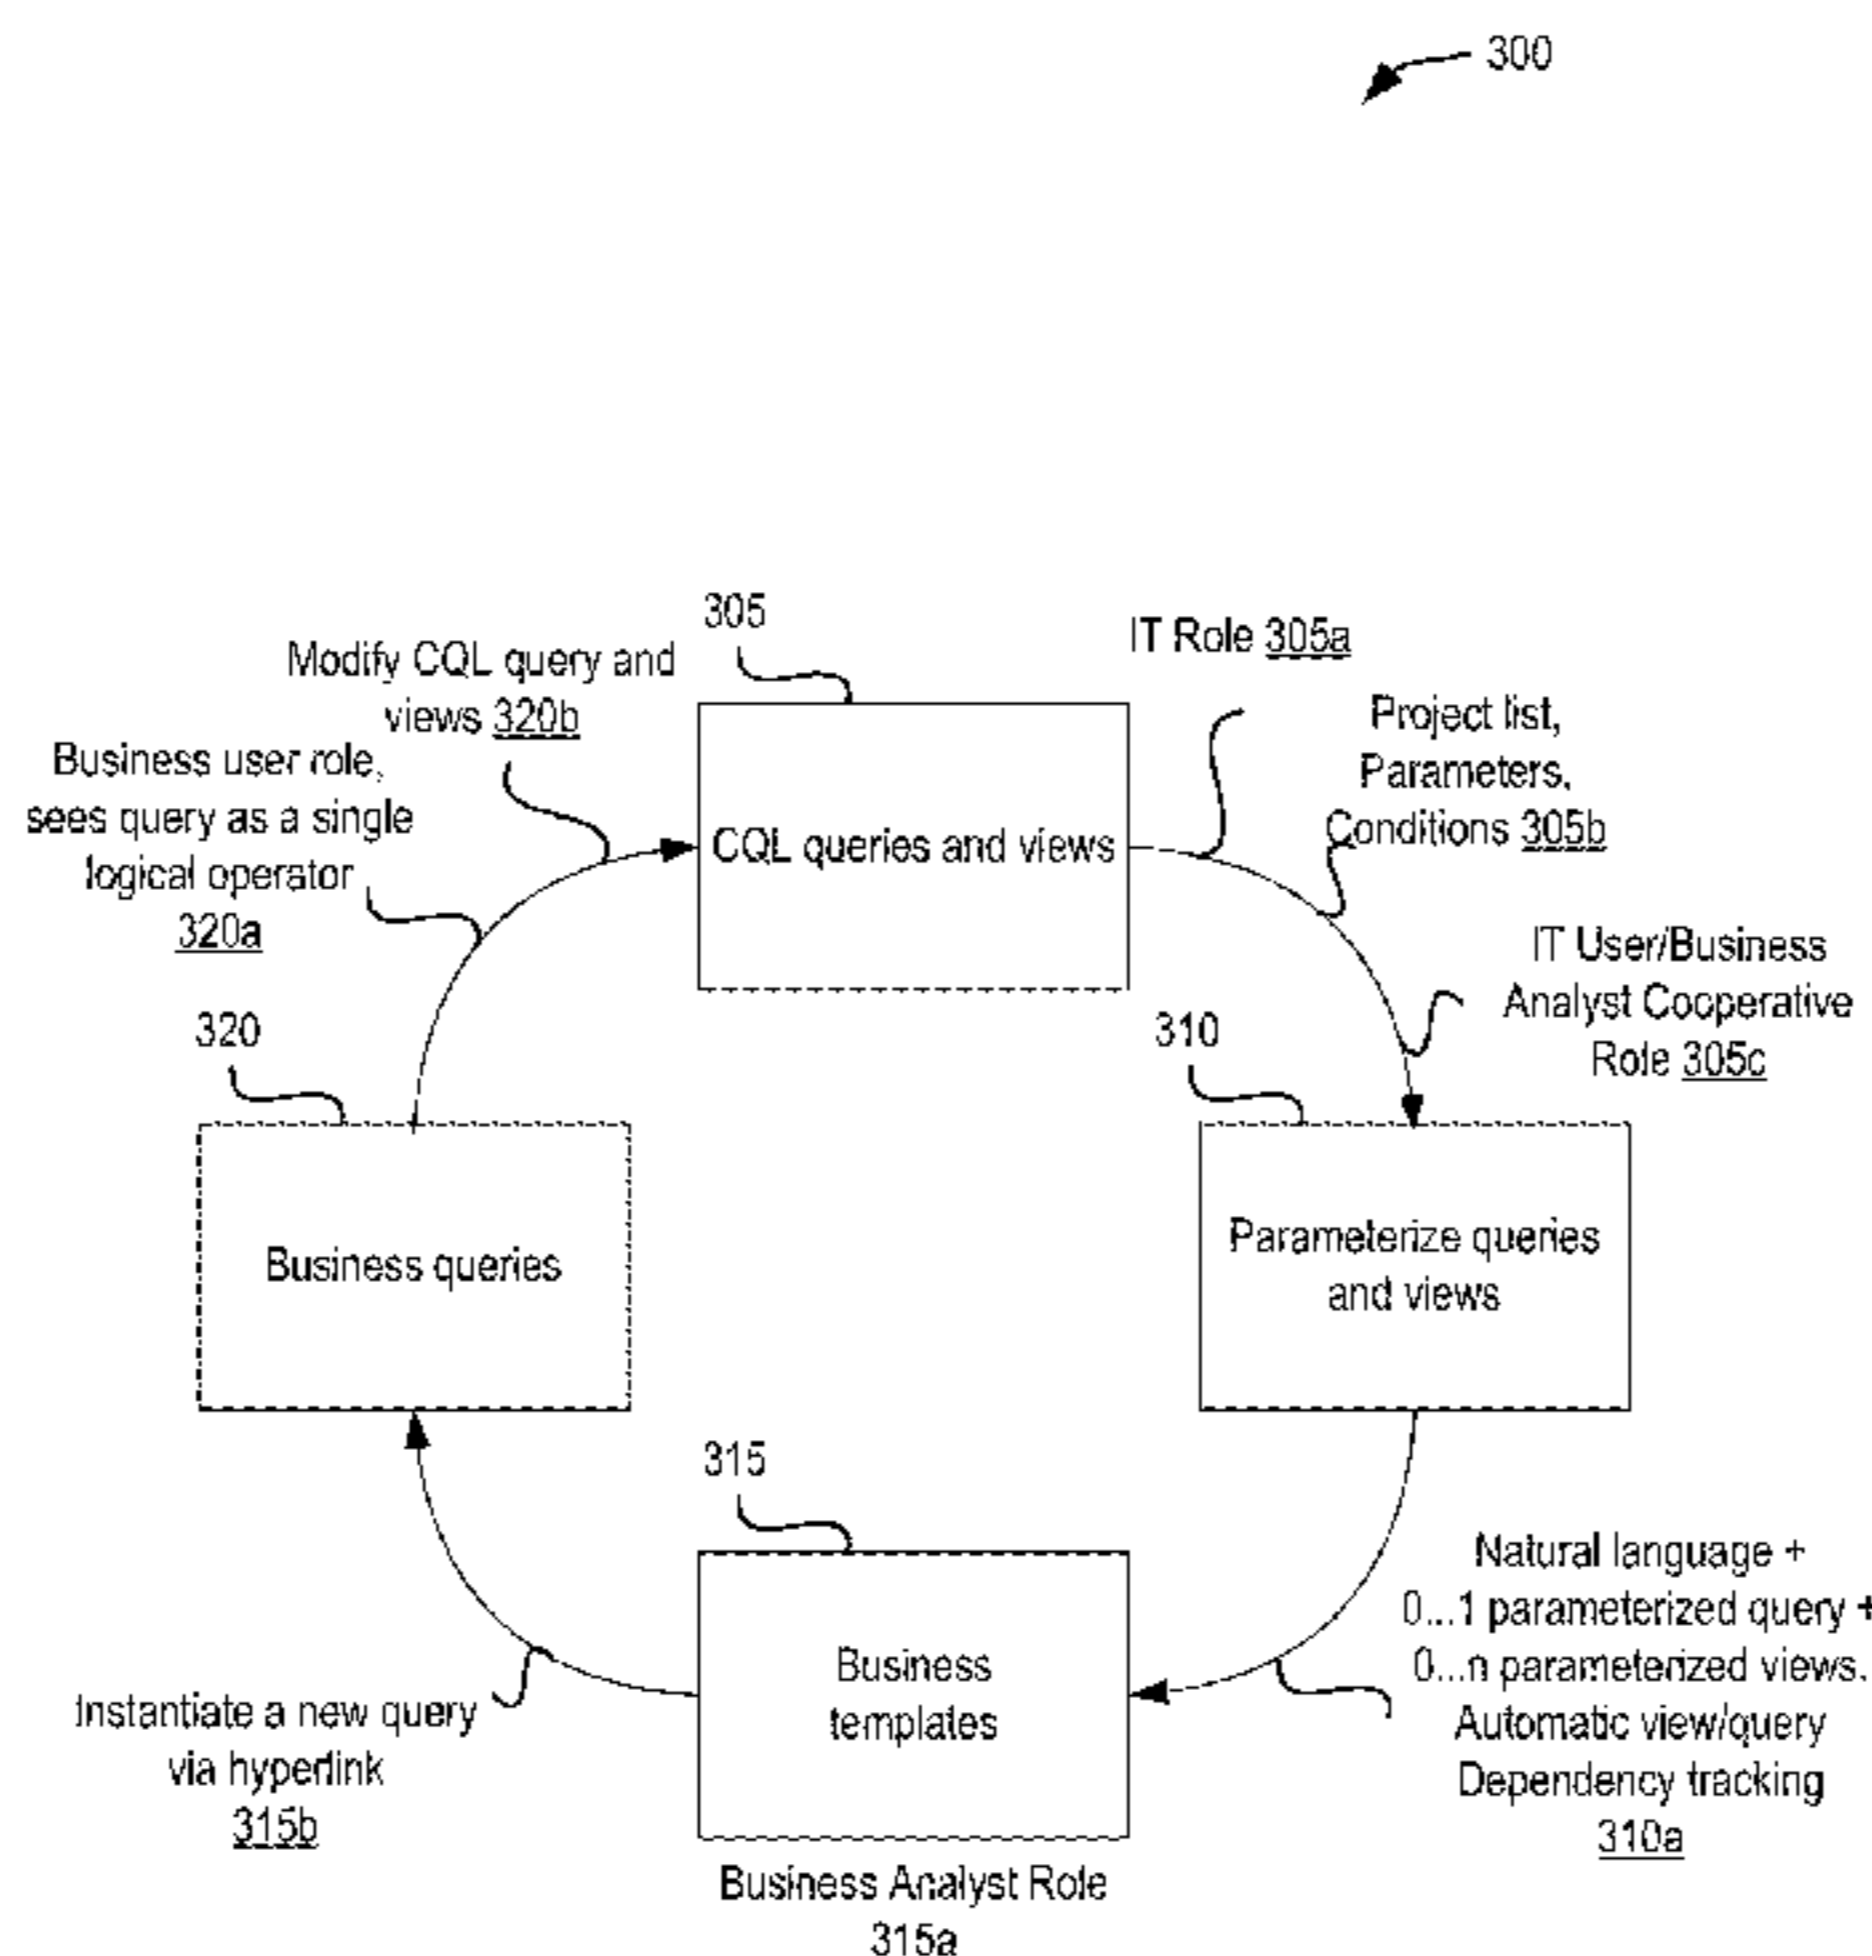 300
305
Modify CQL query and
views 320b
IT Role 305a
Project list,
Parameters,
Conditions 305b
Business user role,
sees query as a single
logical operator
320a
CQL queries and views
IT User/Business
Analyst Cooperative
Role 305c
320
310
Business queries
Parameterize queries
and views
315
Business
templates
Natural language +
0...1 parameterized query +
0...n parameterized views,
Automatic view/query
Dependency tracking
310a
Instantiate a new query
via hyperlink
315b
Business Analyst Role
315a